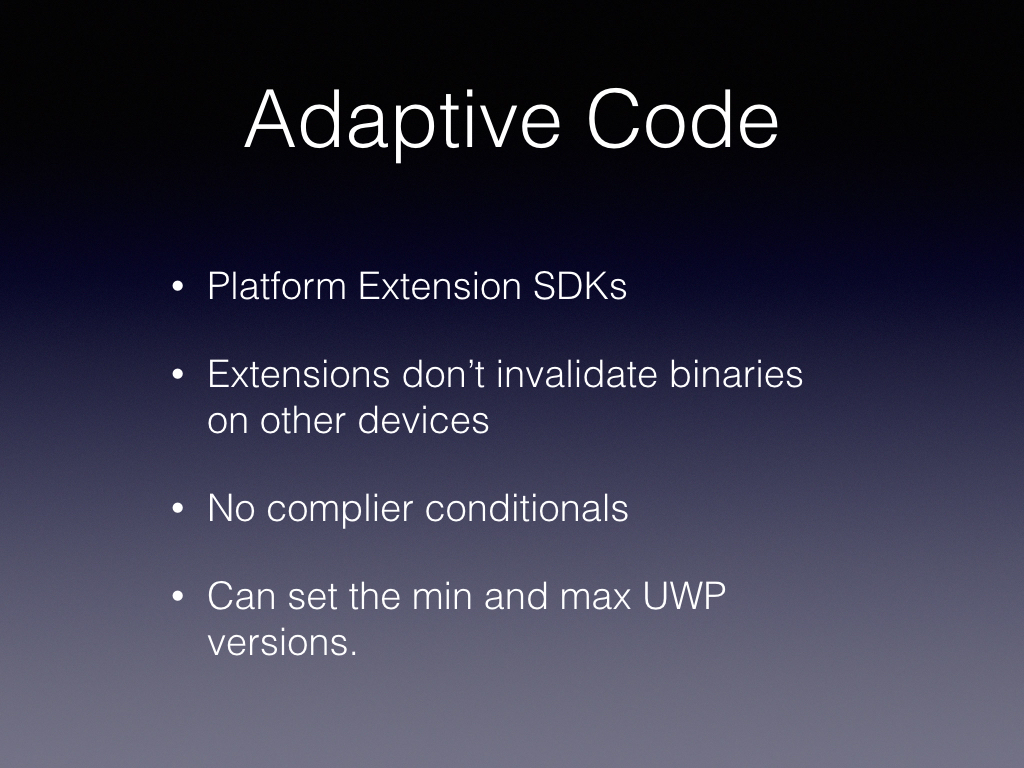 Adaptive Code
• Platform Extension SDKs
• Extensions don’t invalidate binaries
on other devices
• No complier conditionals
• Can set the min and max UWP
versions.